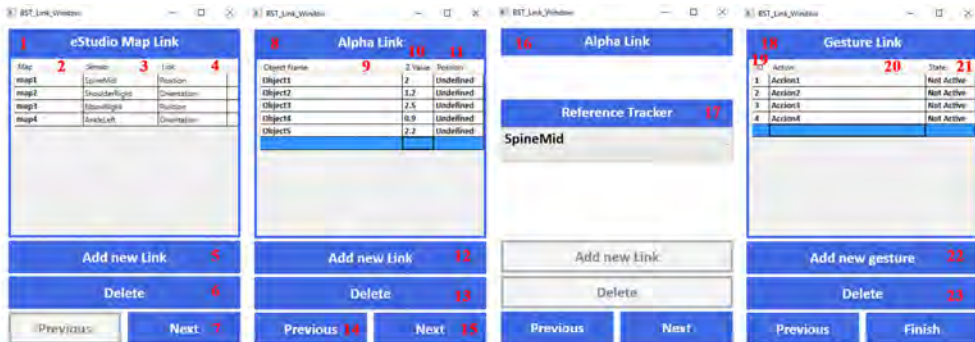 BST_Link_Window
1 eStudio Map Link
Map 2 Sensor 3 Link 4
map1 SpineMid Position
map2 ShoulderRight Orientation
map3 ElbowRight Position
map4 AnkleLeft Orientation
Add new Link 5
Delete 6
Previous Next 7
BST_Link_Window
8 Alpha Link
10 11
Object Name 9 Z Value Position
Object1 2 Undefined
Object2 1.2 Undefined
Object3 2.5 Undefined
Object4 0.9 Undefined
Object5 2.2 Undefined
Add new Link 12
Delete 13
Previous 14 Next 15
BST_Link_Window
16 Alpha Link
Reference Tracker 17
SpineMid
Add new Link
Delete
Previous Next
BST_Link_Window
18 Gesture Link
19 Action 20 State 21
1 Accion1 Not Active
2 Accion2 Not Active
3 Accion3 Not Active
4 Accion4 Not Active
Add new gesture 22
Delete 23
Previous Finish